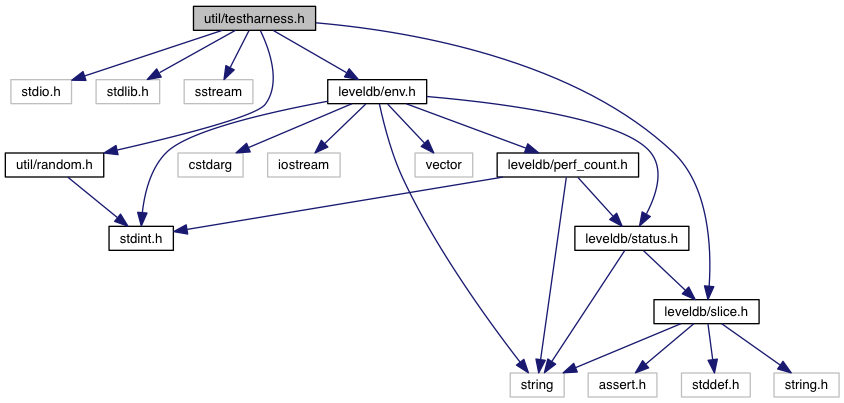 util/testharness.h
stdio.h
stdlib.h
sstream
leveldb/env.h
util/random.h
cstdarg
iostream
vector
leveldb/perf_count.h
stdint.h
leveldb/status.h
leveldb/slice.h
string
assert.h
stddef.h
string.h